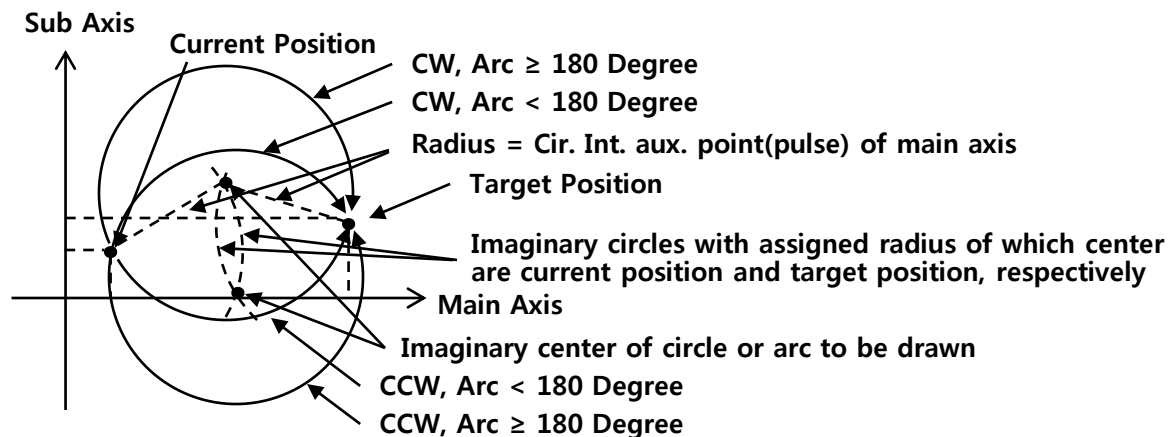 Sub Axis
Current Position
CW, Arc ≥ 180 Degree
CW, Arc < 180 Degree
Radius = Cir. Int. aux. point(pulse) of main axis
Target Position
Imaginary circles with assigned radius of which center
are current position and target position, respectively
Main Axis
Imaginary center of circle or arc to be drawn
CCW, Arc < 180 Degree
CCW, Arc ≥ 180 Degree